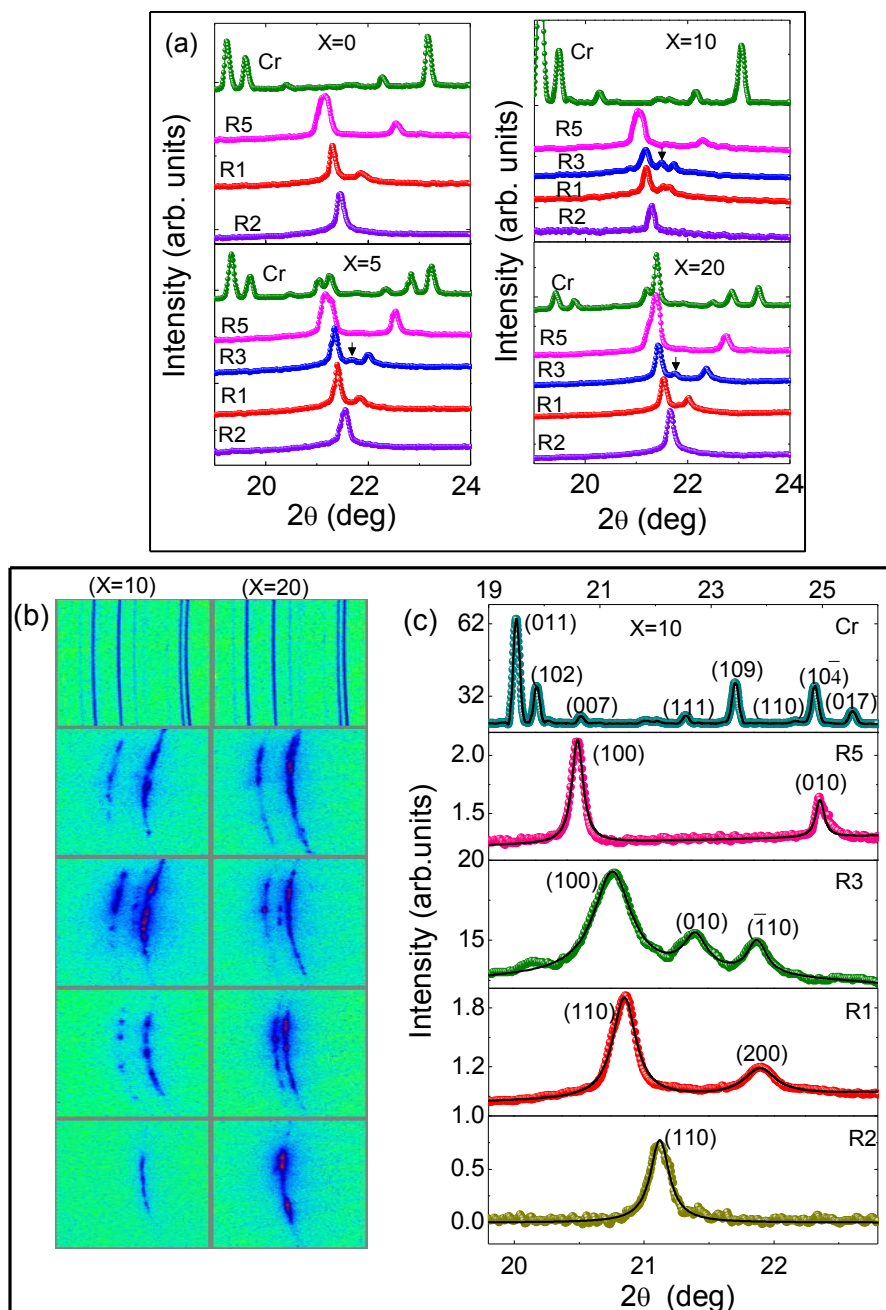 (a)
X=0
Cr
R5
R1
R2
X=5
Cr
R5
R3
R1
R2
20 22 24
2θ (deg)
Intensity (arb. units)
X=10
Cr
R5
R3
R1
R2
X=20
Cr
R5
R3
R1
R2
20 22 24
2θ (deg)
Intensity (arb. units)
(b)
(X=10) (X=20)
(c)
19 21 23 25
X=10
Cr
62
32
(011)
(102)
(007)
(111)
(109)
(110)
(104̄)
(017)
R5
2.0
1.5
(100)
(010)
R3
20
15
(100)
(010)
(1̄10)
R1
1.8
1.2
(110)
(200)
R2
1.0
0.5
0.0
(110)
20 21 22
2θ (deg)
Intensity (arb.units)